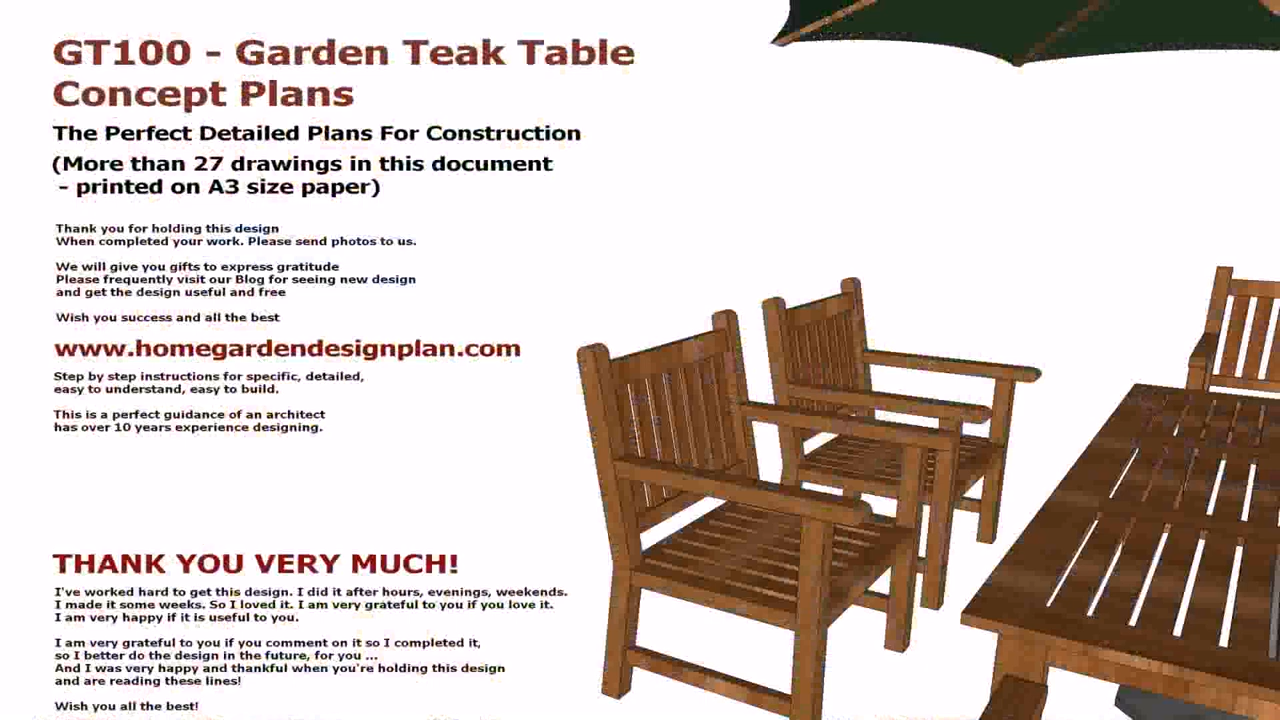 GT100 - Garden Teak Table
Concept Plans
The Perfect Detailed Plans For Construction
(More than 27 drawings in this document
- printed on A3 size paper)
Thank you for holding this design
When completed your work. Please send photos to us.
We will give you gifts to express gratitude
Please frequently visit our Blog for seeing new design
and get the design useful and free
Wish you success and all the best
www.homegardendesignplan.com
Step by step instructions for specific, detailed,
easy to understand, easy to build.
This is a perfect guidance of an architect
has over 10 years experience designing.
THANK YOU VERY MUCH!
I've worked hard to get this design. I did it after hours, evenings, weekends.
I made it some weeks. So I loved it. I am very grateful to you if you love it.
I am very happy if it is useful to you.
I am very grateful to you if you comment on it so I completed it,
so I better do the design in the future, for you ...
And I was very happy and thankful when you're holding this design
and are reading these lines!
Wish you all the best!